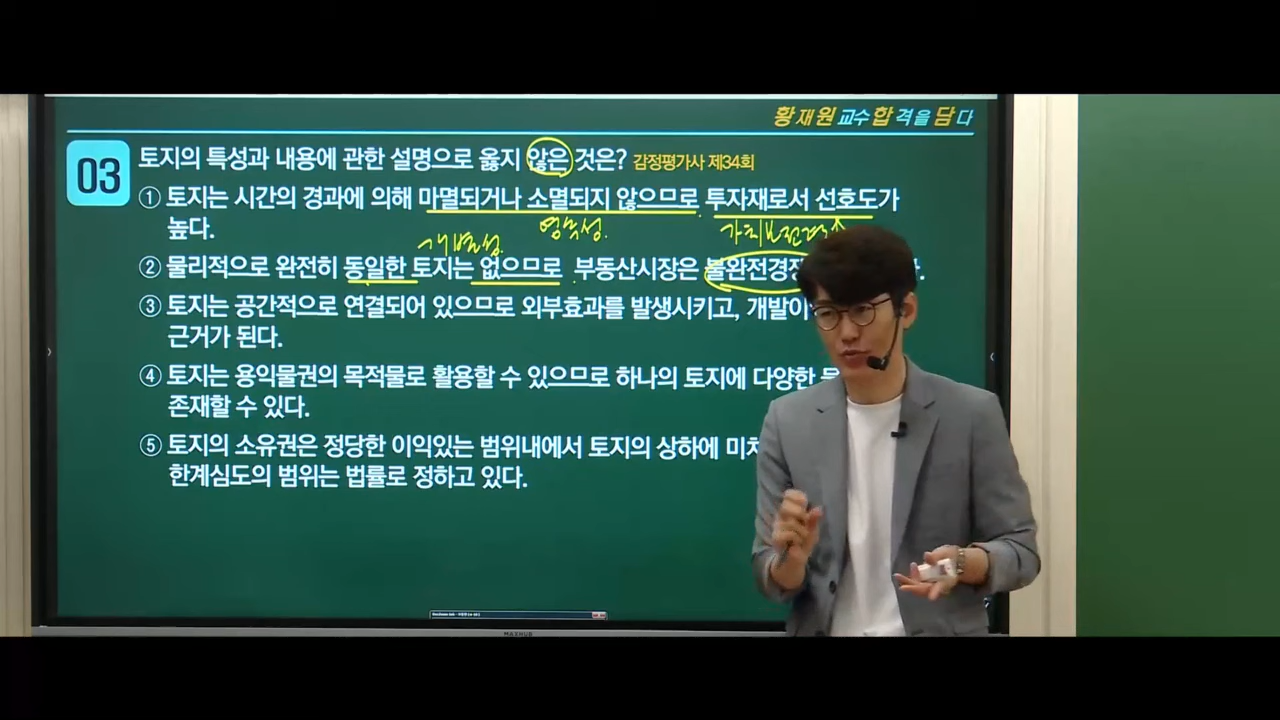 황재원 교수 합격을 담다
03 토지의 특성과 내용에 관한 설명으로 옳지 않은 것은? 감정평가사 제34회
① 토지는 시간의 경과에 의해 마멸되거나 소멸되지 않으므로 투자재로서 선호도가
높다.
영속성
개별성
② 물리적으로 완전히 동일한 토지는 없으므로 부동산시장은 불완전경쟁
③ 토지는 공간적으로 연결되어 있으므로 외부효과를 발생시키고, 개발이
근거가 된다.
④ 토지는 용익물권의 목적물로 활용할 수 있으므로 하나의 토지에 다양한
존재할 수 있다.
⑤ 토지의 소유권은 정당한 이익있는 범위내에서 토지의 상하에 미치
한계심도의 범위는 법률로 정하고 있다.
MAXHUB